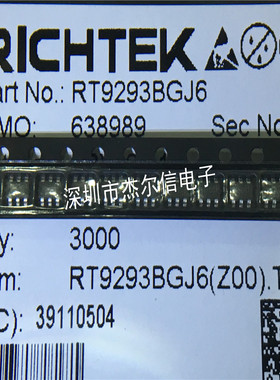 RICHTEK
art No.: RT9293BGJ6
MO: 638989 Sec No
深圳市杰尔信电子
y: 3000
m: RT9293BGJ6(Z00).T
C): 39110504